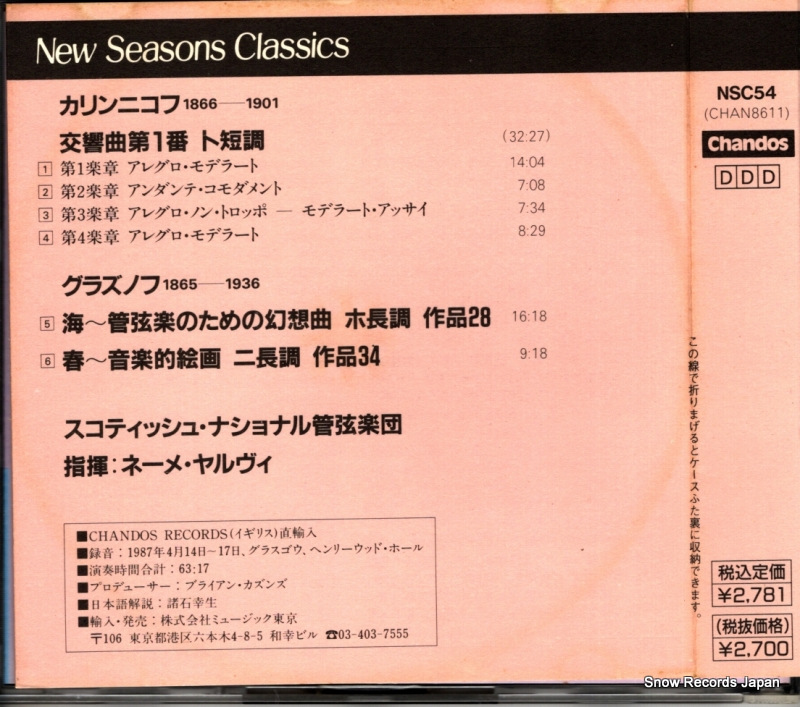 New Seasons Classics
カリンニコフ 1866——1901
交響曲第1番 ト短調 (32:27)
1 第1楽章 アレグロ・モデラート 14:04
2 第2楽章 アンダンテ・コモダメント 7:08
3 第3楽章 アレグロ・ノン・トロッポ — モデラート・アッサイ 7:34
4 第4楽章 アレグロ・モデラート 8:29
グラズノフ 1865——1936
5 海〜管弦楽のための幻想曲 ホ長調 作品28 16:18
6 春〜音楽的絵画 ニ長調 作品34 9:18
スコティッシュ・ナショナル管弦楽団
指揮:ネーメ・ヤルヴィ
■CHANDOS RECORDS(イギリス)直輸入
■録音:1987年4月14日〜17日、グラスゴウ、ヘンリーウッド・ホール
■演奏時間合計:63:17
■プロデューサー:ブライアン・カズンズ
■日本語解説:諸石幸生
■輸入・発売:株式会社ミュージック東京
〒106 東京都港区六本木4-8-5 和幸ビル ☎03-403-7555
この線で折りまげるとケースふた裏に収納できます。
NSC54
(CHAN8611)
Chandos
DDD
税込定価
¥2,781
(税抜価格)
¥2,700
Snow Records Japan